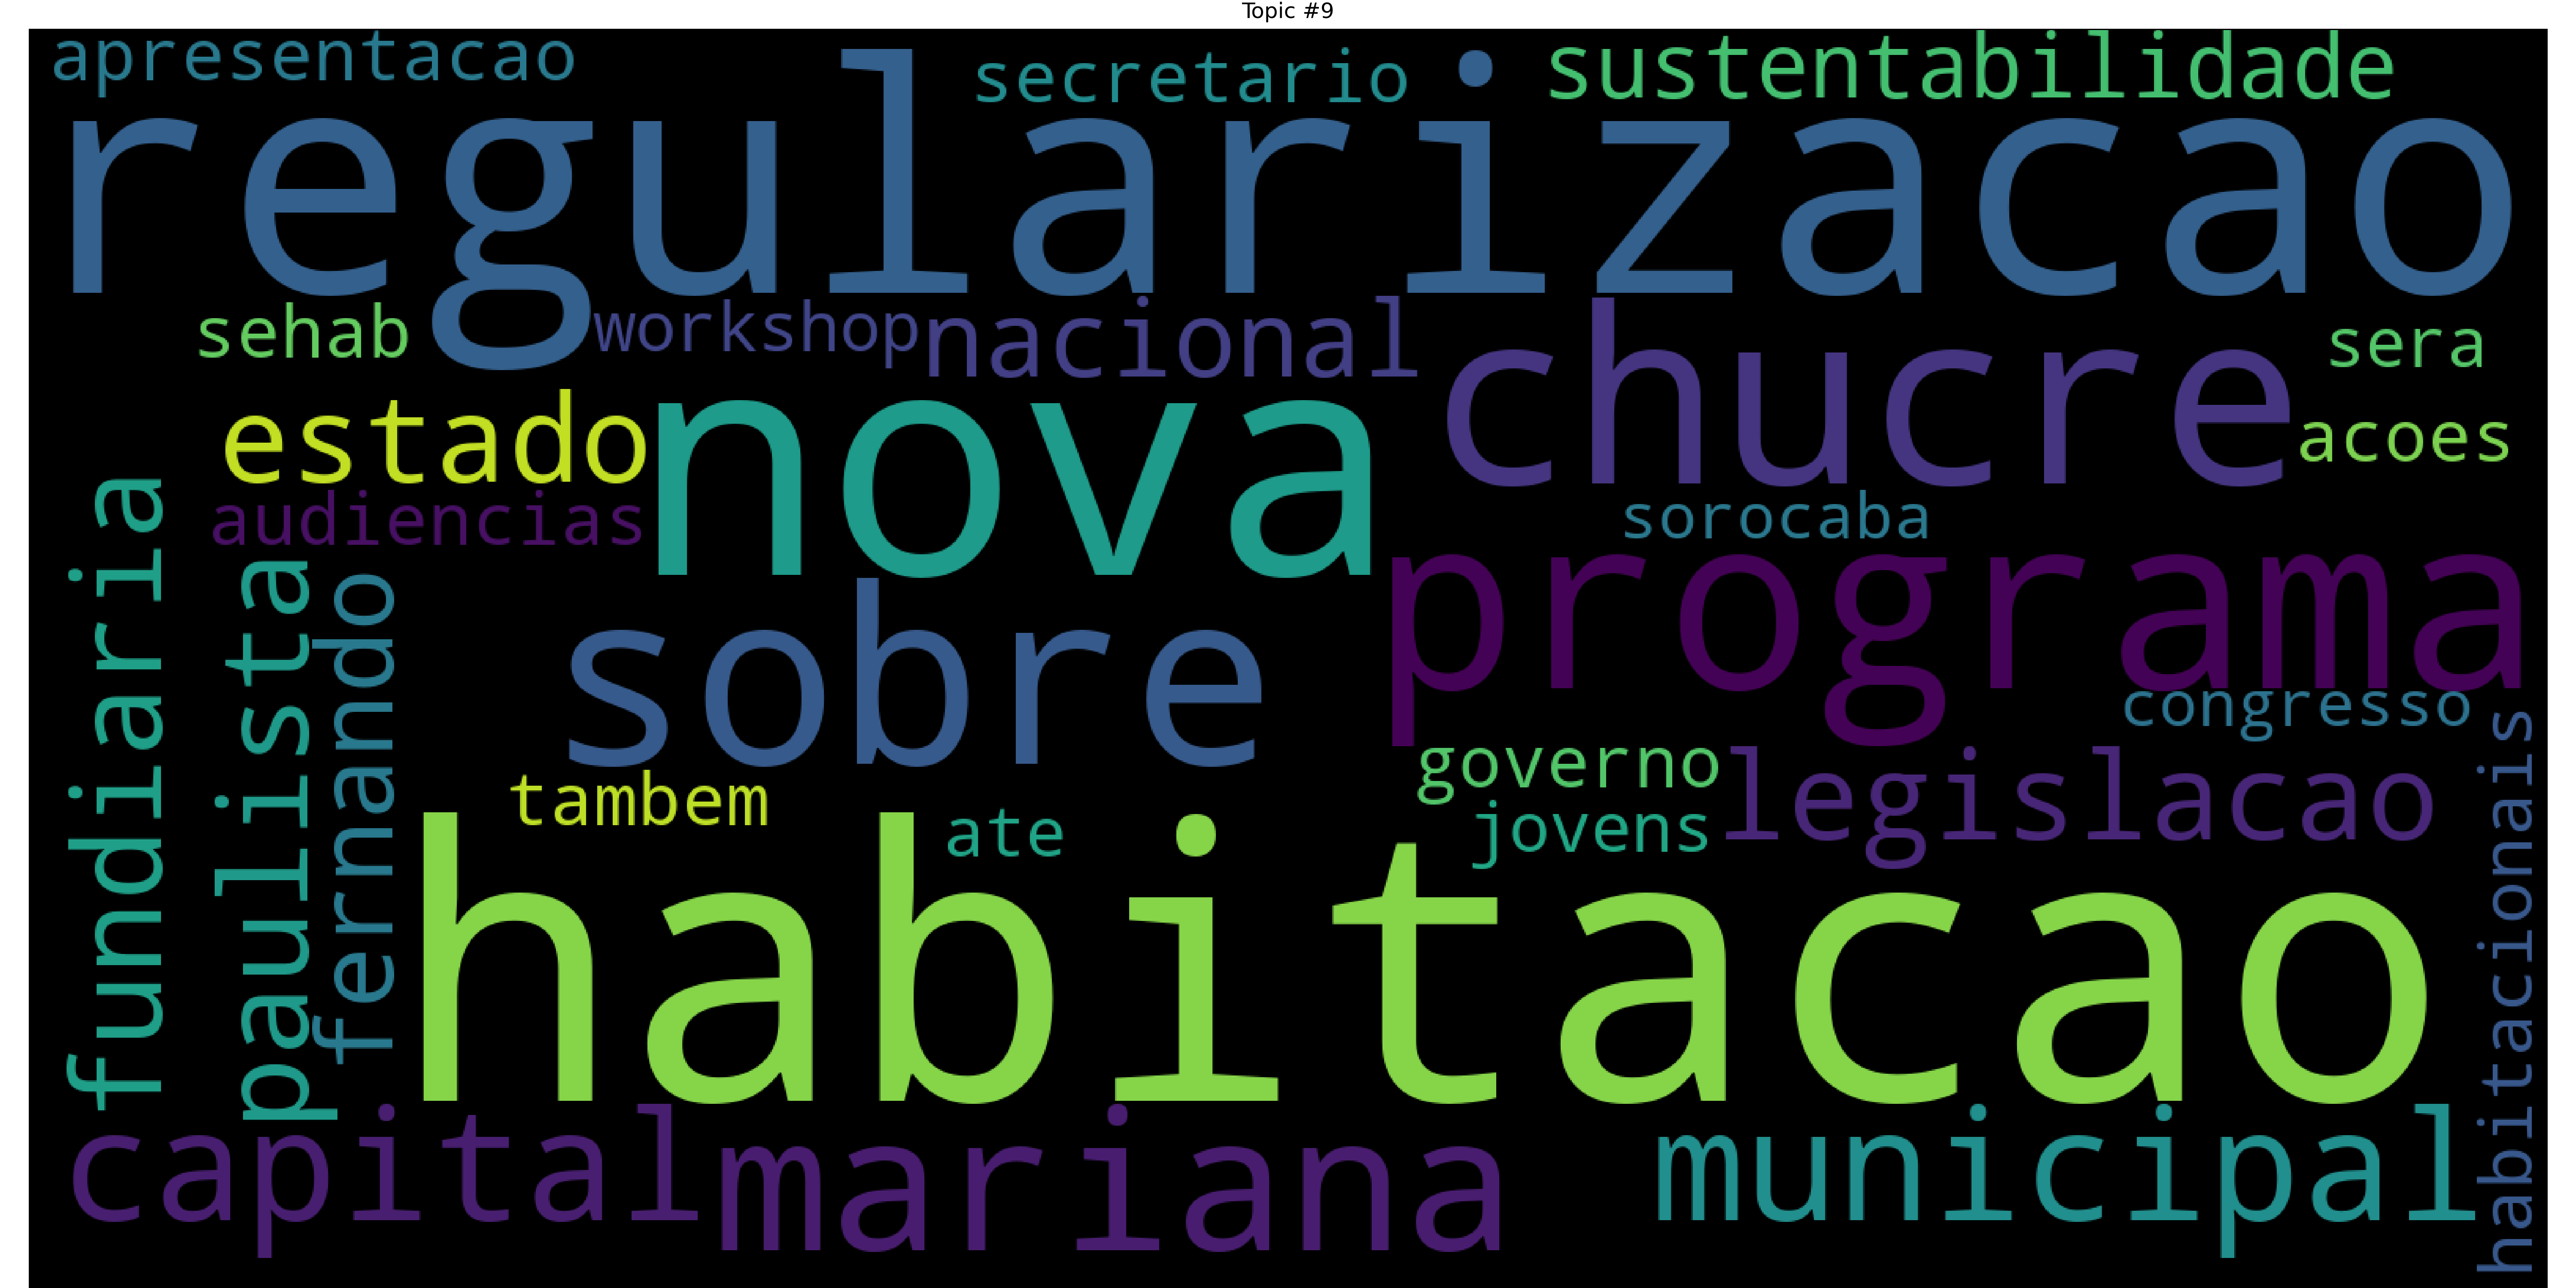 Topic #9
apresentacao
secretario
sustentabilidade
regularizacao
sehab
workshop
nacional
chucre
sera
estado
nova
acoes
audiencias
sorocaba
fundiaria
paulista
fernando
sobre
programa
congresso
tambem
ate
governo
jovens
legislacao
habitacionais
habitacao
capital
mariana
municipal